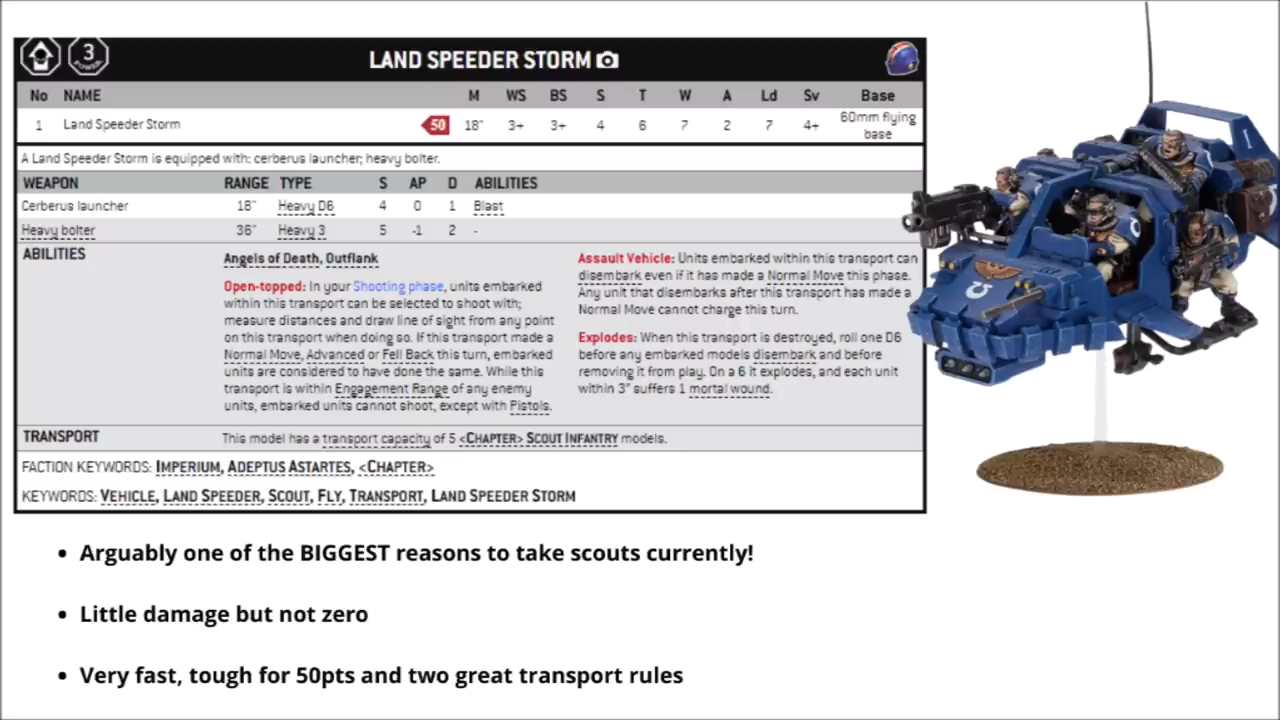 3
POWER
LAND SPEEDER STORM
No NAME M WS BS S T W A Ld Sv Base
1 Land Speeder Storm 50 18" 3+ 3+ 4 6 7 2 7 4+ 60mm flying
base
A Land Speeder Storm is equipped with: cerberus launcher; heavy bolter.
WEAPON RANGE TYPE S AP D ABILITIES
Cerberus launcher 18" Heavy D6 4 0 1 Blast
Heavy bolter 36" Heavy 3 5 -1 2 -
ABILITIES
Angels of Death, Outflank
Open-topped: In your Shooting phase, units embarked
within this transport can be selected to shoot with;
measure distances and draw line of sight from any point
on this transport when doing so. If this transport made a
Normal Move, Advanced or Fell Back this turn, embarked
units are considered to have done the same. While this
transport is within Engagement Range of any enemy
units, embarked units cannot shoot, except with Pistols.
Assault Vehicle: Units embarked within this transport can
disembark even if it has made a Normal Move this phase.
Any unit that disembarks after this transport has made a
Normal Move cannot charge this turn.
Explodes: When this transport is destroyed, roll one D6
before any embarked models disembark and before
removing it from play. On a 6 it explodes, and each unit
within 3" suffers 1 mortal wound.
TRANSPORT This model has a transport capacity of 5 <CHAPTER> SCOUT INFANTRY models.
FACTION KEYWORDS: IMPERIUM, ADEPTUS ASTARTES, <CHAPTER>
KEYWORDS: VEHICLE, LAND SPEEDER, SCOUT, FLY, TRANSPORT, LAND SPEEDER STORM
• Arguably one of the BIGGEST reasons to take scouts currently!
• Little damage but not zero
• Very fast, tough for 50pts and two great transport rules